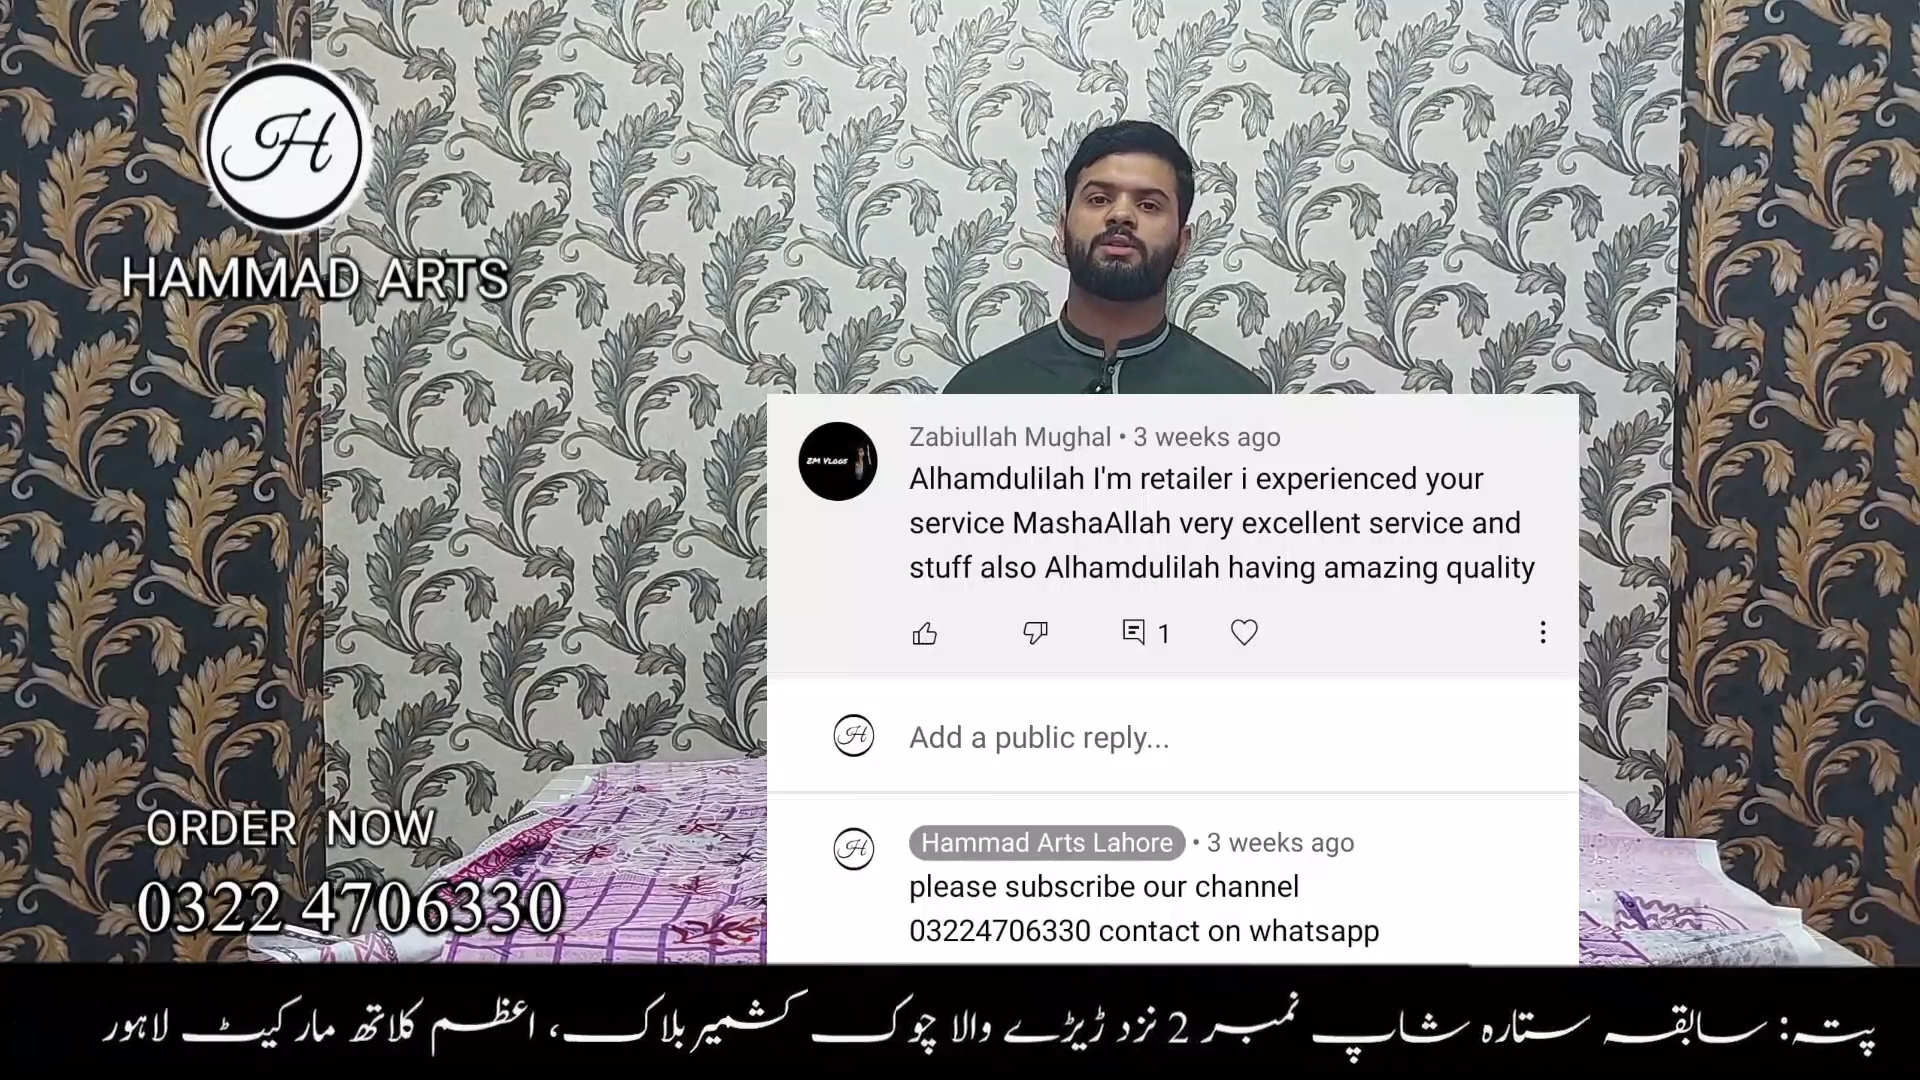 H
HAMMAD ARTS
Zabiullah Mughal • 3 weeks ago
ZM VLOGS
Alhamdulilah I'm retailer i experienced your
service MashaAllah very excellent service and
stuff also Alhamdulilah having amazing quality
1
H
Add a public reply...
H
Hammad Arts Lahore • 3 weeks ago
please subscribe our channel
03224706330 contact on whatsapp
ORDER NOW
0322 4706330
پتہ: سابقہ ستارہ شاپ نمبر 2 نزد ڑیڑے والا چوک کشمیر بلاک، اعظم کلاتھ مارکیٹ لاہور